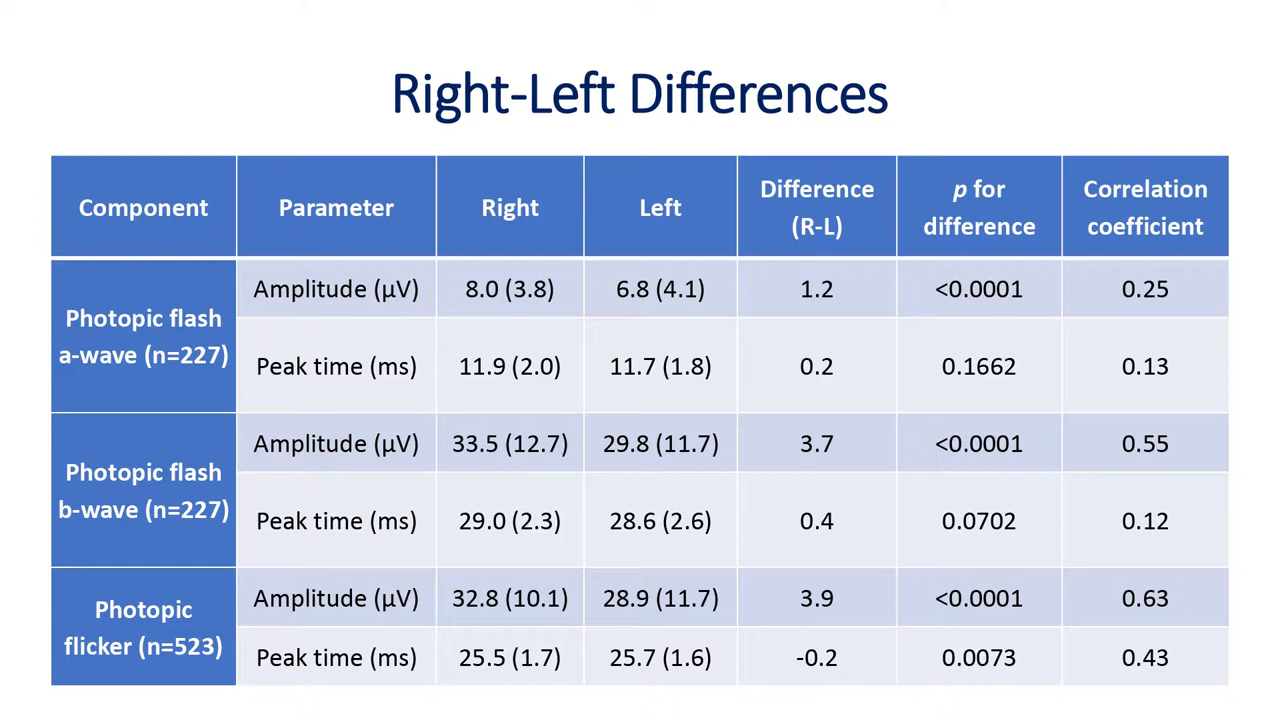 Right-Left Differences
Component Parameter Right Left Difference (R-L) p for difference Correlation coefficient
Photopic flash a-wave (n=227) Amplitude (μV) 8.0 (3.8) 6.8 (4.1) 1.2 <0.0001 0.25
Peak time (ms) 11.9 (2.0) 11.7 (1.8) 0.2 0.1662 0.13
Photopic flash b-wave (n=227) Amplitude (μV) 33.5 (12.7) 29.8 (11.7) 3.7 <0.0001 0.55
Peak time (ms) 29.0 (2.3) 28.6 (2.6) 0.4 0.0702 0.12
Photopic flicker (n=523) Amplitude (μV) 32.8 (10.1) 28.9 (11.7) 3.9 <0.0001 0.63
Peak time (ms) 25.5 (1.7) 25.7 (1.6) -0.2 0.0073 0.43